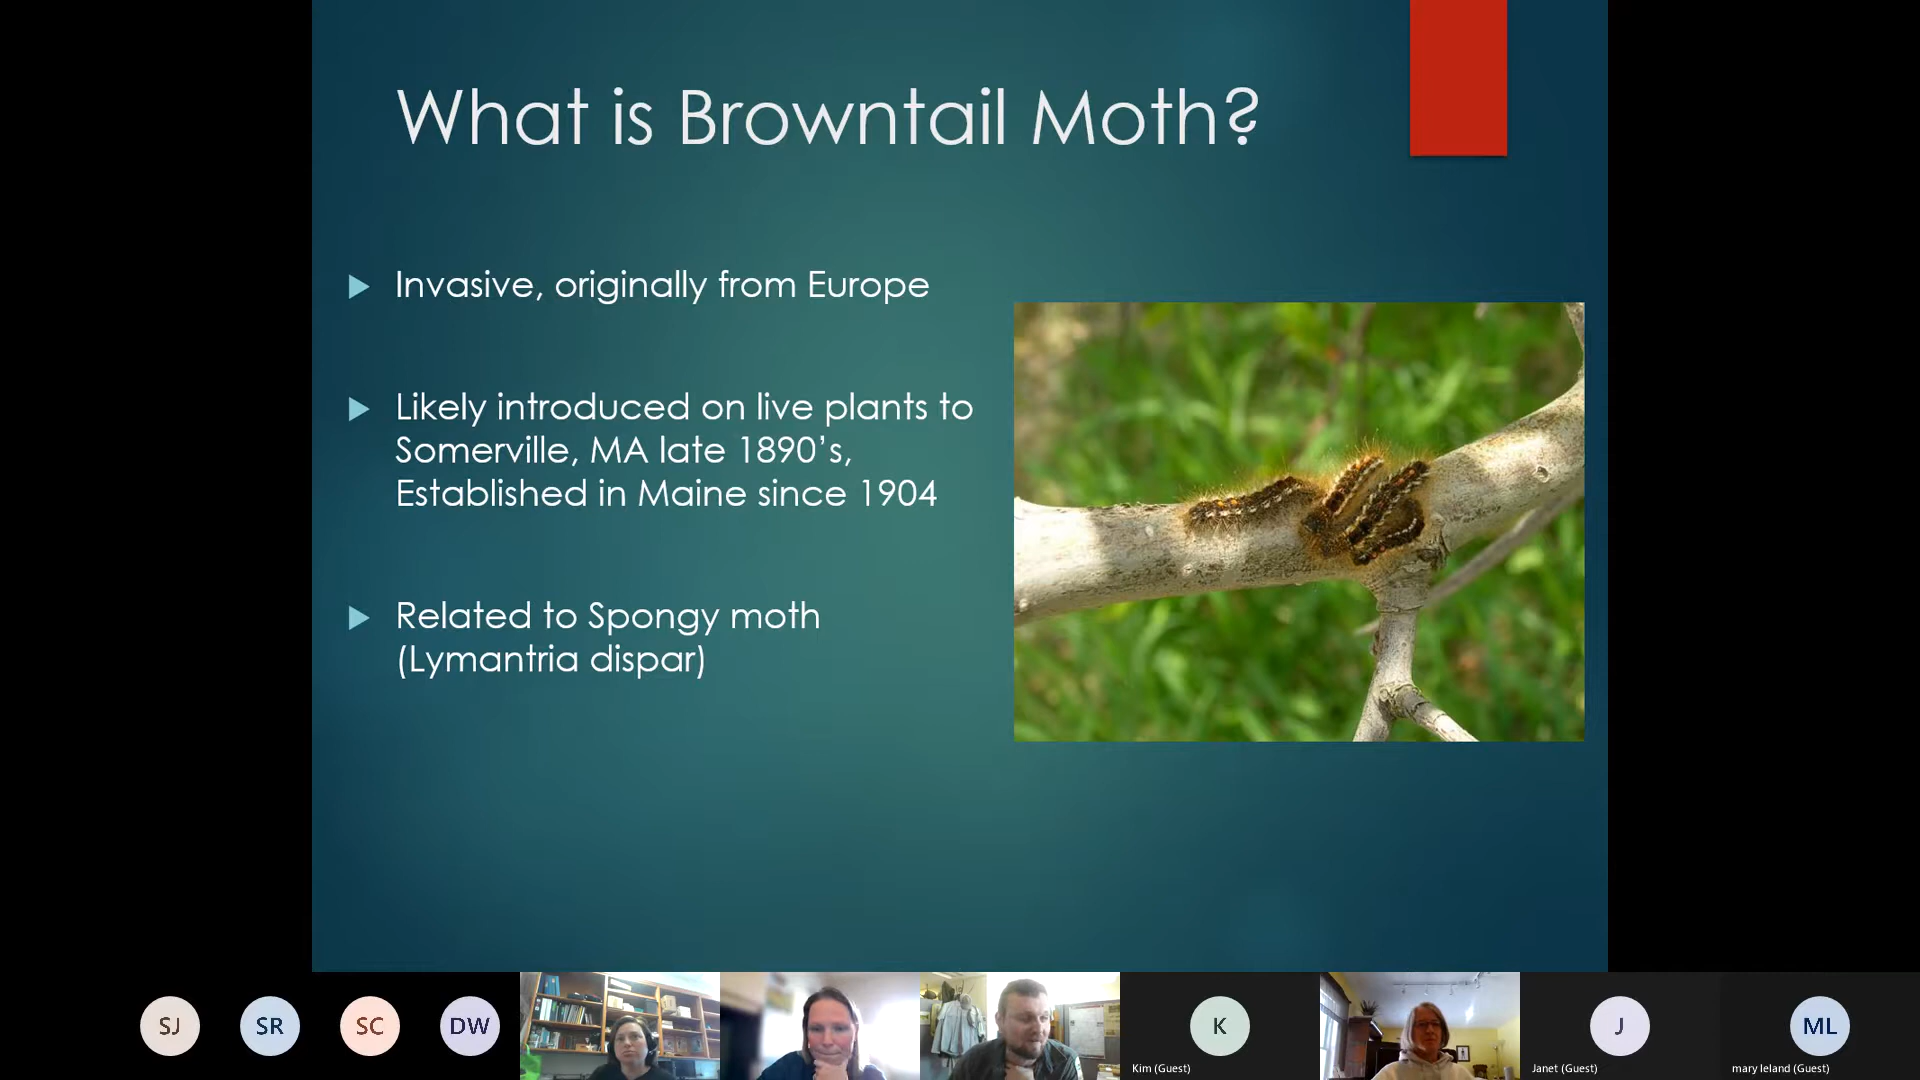 What is Browntail Moth?
Invasive, originally from Europe
Likely introduced on live plants to
Somerville, MA late 1890’s,
Established in Maine since 1904
Related to Spongy moth
(Lymantria dispar)
SJ
SR
SC
DW
K
Kim (Guest)
J
Janet (Guest)
ML
mary leland (Guest)